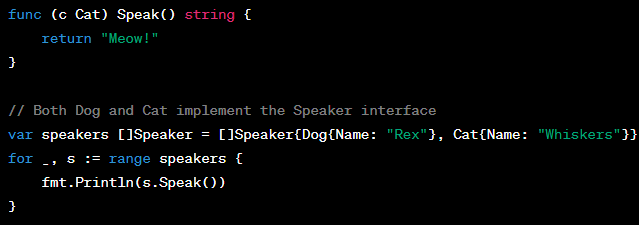 func (c Cat) Speak() string {
    return "Meow!"
}

// Both Dog and Cat implement the Speaker interface
var speakers []Speaker = []Speaker{Dog{Name: "Rex"}, Cat{Name: "Whiskers"}}
for _, s := range speakers {
    fmt.Println(s.Speak())
}